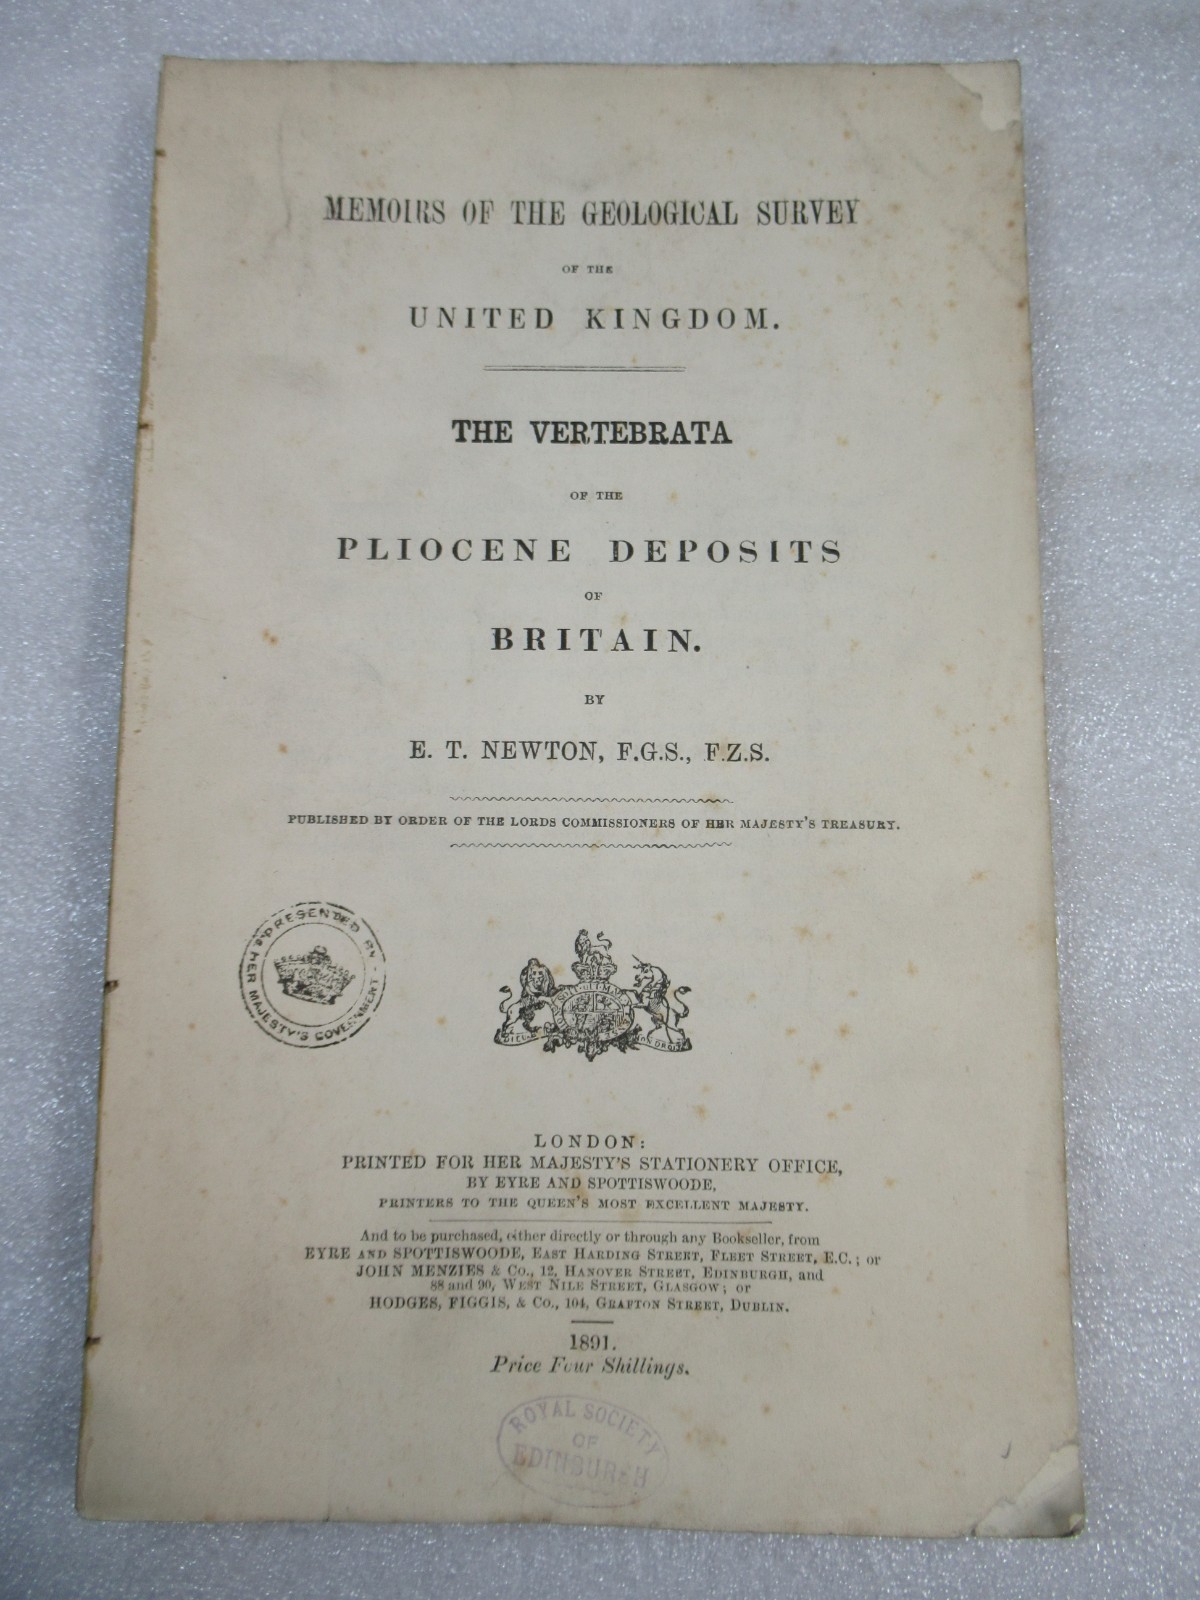 MEMOIRS OF THE GEOLOGICAL SURVEY
OF THE
UNITED KINGDOM.
THE VERTEBRATA
OF THE
PLIOCENE DEPOSITS
OF
BRITAIN.
BY
E. T. NEWTON, F.G.S., F.Z.S.
PUBLISHED BY ORDER OF THE LORDS COMMISSIONERS OF HER MAJESTY'S TREASURY.
PRESENTED BY
HER MAJESTY'S GOVERNMENT
LONDON:
PRINTED FOR HER MAJESTY'S STATIONERY OFFICE,
BY EYRE AND SPOTTISWOODE,
PRINTERS TO THE QUEEN'S MOST EXCELLENT MAJESTY.
And to be purchased, either directly or through any Bookseller, from
EYRE AND SPOTTISWOODE, EAST HARDING STREET, FLEET STREET, E.C.; or
JOHN MENZIES & Co., 12, HANOVER STREET, EDINBURGH, and
88 and 90, WEST NILE STREET, GLASGOW; or
HODGES, FIGGIS, & Co., 104, GRAFTON STREET, DUBLIN.
1891.
Price Four Shillings.
ROYAL SOCIETY
OF
EDINBURGH